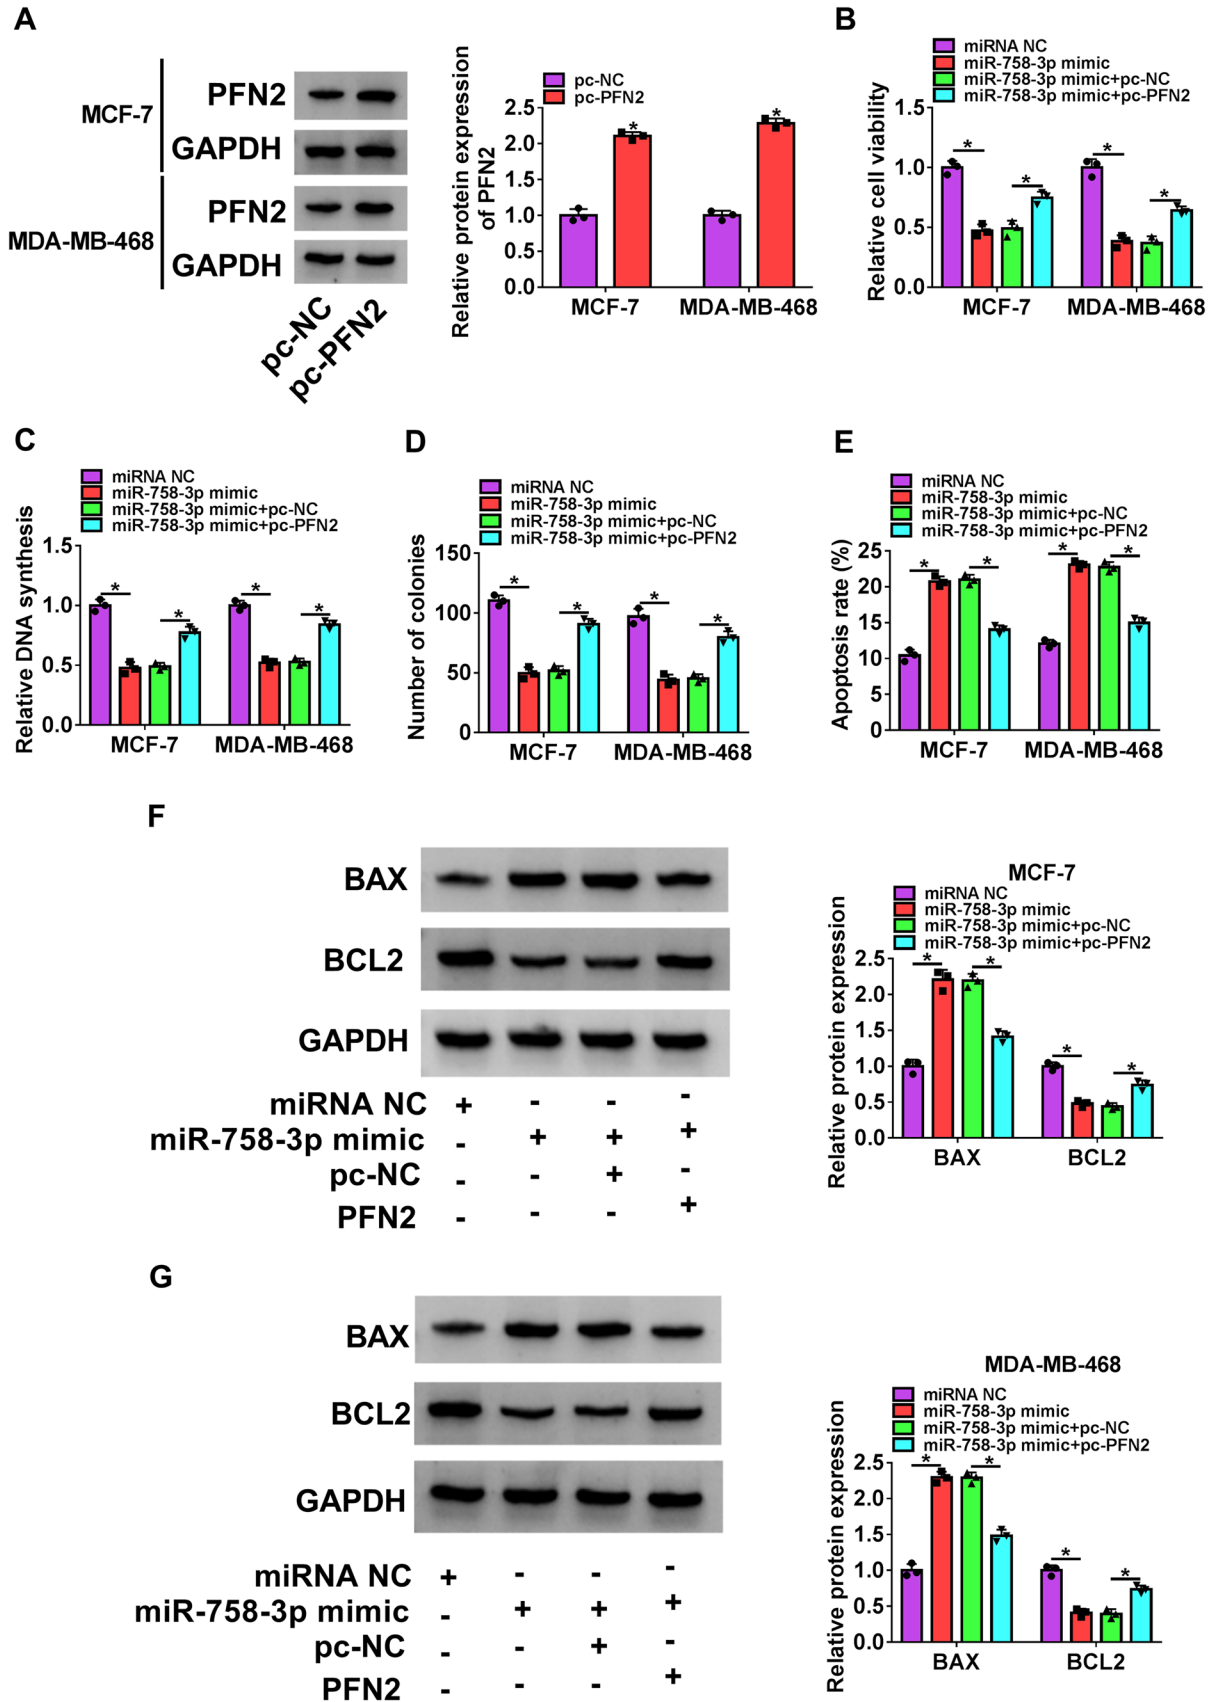 A
MCF-7
PFN2
GAPDH
MDA-MB-468
PFN2
GAPDH
pc-NC
pc-PFN2
Relative protein expression
of PFN2
pc-NC
pc-PFN2
2.5
2.0
1.5
1.0
0.5
0.0
*
*
MCF-7 MDA-MB-468
B
miRNA NC
miR-758-3p mimic
miR-758-3p mimic+pc-NC
miR-758-3p mimic+pc-PFN2
Relative cell viability
1.5
1.0
0.5
0.0
* * * *
MCF-7 MDA-MB-468
C
miRNA NC
miR-758-3p mimic
miR-758-3p mimic+pc-NC
miR-758-3p mimic+pc-PFN2
Relative DNA synthesis
1.5
1.0
0.5
0.0
* * * *
MCF-7 MDA-MB-468
D
miRNA NC
miR-758-3p mimic
miR-758-3p mimic+pc-NC
miR-758-3p mimic+pc-PFN2
Number of colonies
150
100
50
0
* * * *
MCF-7 MDA-MB-468
E
miRNA NC
miR-758-3p mimic
miR-758-3p mimic+pc-NC
miR-758-3p mimic+pc-PFN2
Apoptosis rate (%)
25
20
15
10
5
0
* * * *
MCF-7 MDA-MB-468
F
BAX
BCL2
GAPDH
miRNA NC + - - -
miR-758-3p mimic - + + +
pc-NC - - + -
PFN2 - - - +
MCF-7
miRNA NC
miR-758-3p mimic
miR-758-3p mimic+pc-NC
miR-758-3p mimic+pc-PFN2
Relative protein expression
2.5
2.0
1.5
1.0
0.5
0.0
* * * *
BAX BCL2
G
BAX
BCL2
GAPDH
miRNA NC + - - -
miR-758-3p mimic - + + +
pc-NC - - + -
PFN2 - - - +
MDA-MB-468
miRNA NC
miR-758-3p mimic
miR-758-3p mimic+pc-NC
miR-758-3p mimic+pc-PFN2
Relative protein expression
2.5
2.0
1.5
1.0
0.5
0.0
* * * *
BAX BCL2